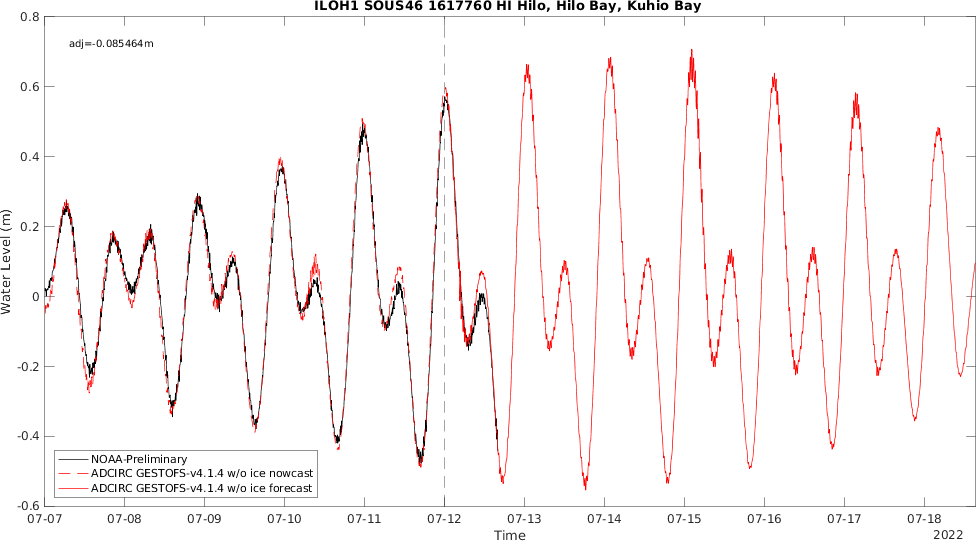 ILOH1 SOUS46 1617760 HI Hilo, Hilo Bay, Kuhio Bay
adj=-0.085464m
Water Level (m)
0.8
0.6
0.4
0.2
0
-0.2
-0.4
-0.6
NOAA-Preliminary
ADCIRC GESTOFS-v4.1.4 w/o ice nowcast
ADCIRC GESTOFS-v4.1.4 w/o ice forecast
07-07 07-08 07-09 07-10 07-11 07-12 07-13 07-14 07-15 07-16 07-17 07-18
Time
2022